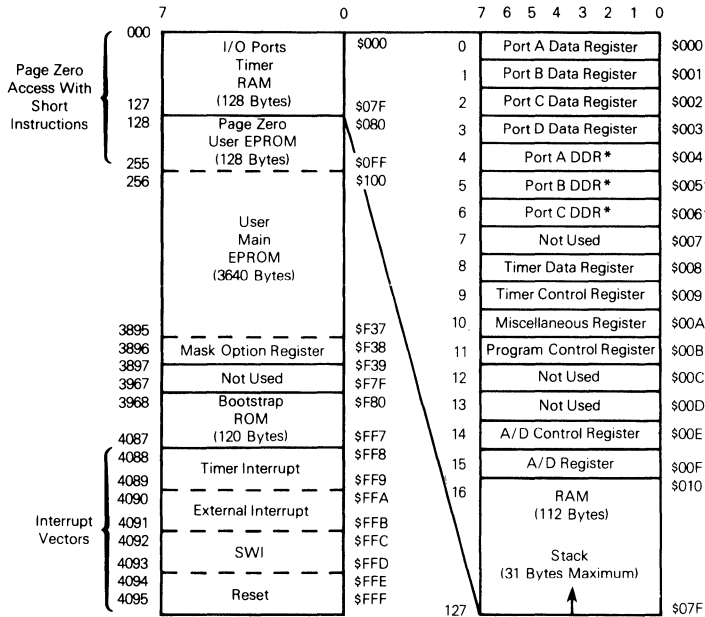 7 0 7 6 5 4 3 2 1 0
Page Zero
Access With
Short
Instructions
000
127
128
255
256
3895
3896
3897
3967
3968
4087
4088
4089
4090
4091
4092
4093
4094
4095
Interrupt
Vectors
I/O Ports
Timer
RAM
(128 Bytes)
Page Zero
User EPROM
(128 Bytes)
User
Main
EPROM
(3640 Bytes)
Mask Option Register
Not Used
Bootstrap
ROM
(120 Bytes)
Timer Interrupt
External Interrupt
SWI
Reset
$000
$07F
$080
$0FF
$100
$F37
$F38
$F39
$F7F
$F80
$FF7
$FF8
$FF9
$FFA
$FFB
$FFC
$FFD
$FFE
$FFF
0 Port A Data Register $000
1 Port B Data Register $001
2 Port C Data Register $002
3 Port D Data Register $003
4 Port A DDR* $004
5 Port B DDR* $005
6 Port C DDR* $006
7 Not Used $007
8 Timer Data Register $008
9 Timer Control Register $009
10 Miscellaneous Register $00A
11 Program Control Register $00B
12 Not Used $00C
13 Not Used $00D
14 A/D Control Register $00E
15 A/D Register $00F
16 RAM $010
(112 Bytes)
Stack
(31 Bytes Maximum)
127 $07F